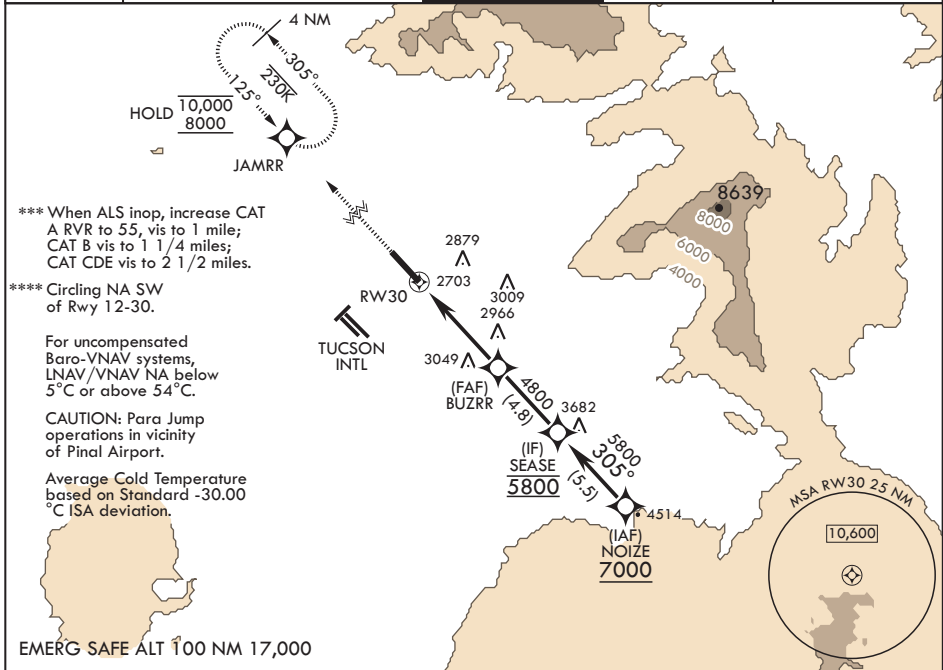 4 NM
305°
230K
125°
HOLD 10,000
8000
JAMRR
*** When ALS inop, increase CAT
A RVR to 55, vis to 1 mile;
CAT B vis to 1 1/4 miles;
CAT CDE vis to 2 1/2 miles.
**** Circling NA SW
of Rwy 12-30.
For uncompensated
Baro-VNAV systems,
LNAV/VNAV NA below
5°C or above 54°C.
CAUTION: Para Jump
operations in vicinity
of Pinal Airport.
Average Cold Temperature
based on Standard -30.00
°C ISA deviation.
EMERG SAFE ALT 100 NM 17,000
8639
8000
6000
4000
2879
2703
RW30
3009
2966
TUCSON
INTL
3049
(FAF)
BUZRR
4800
(4.8)
3682
(IF)
SEASE
5800
5800
305°
(5.5)
4514
(IAF)
NOIZE
7000
MSA RW30 25 NM
10,600